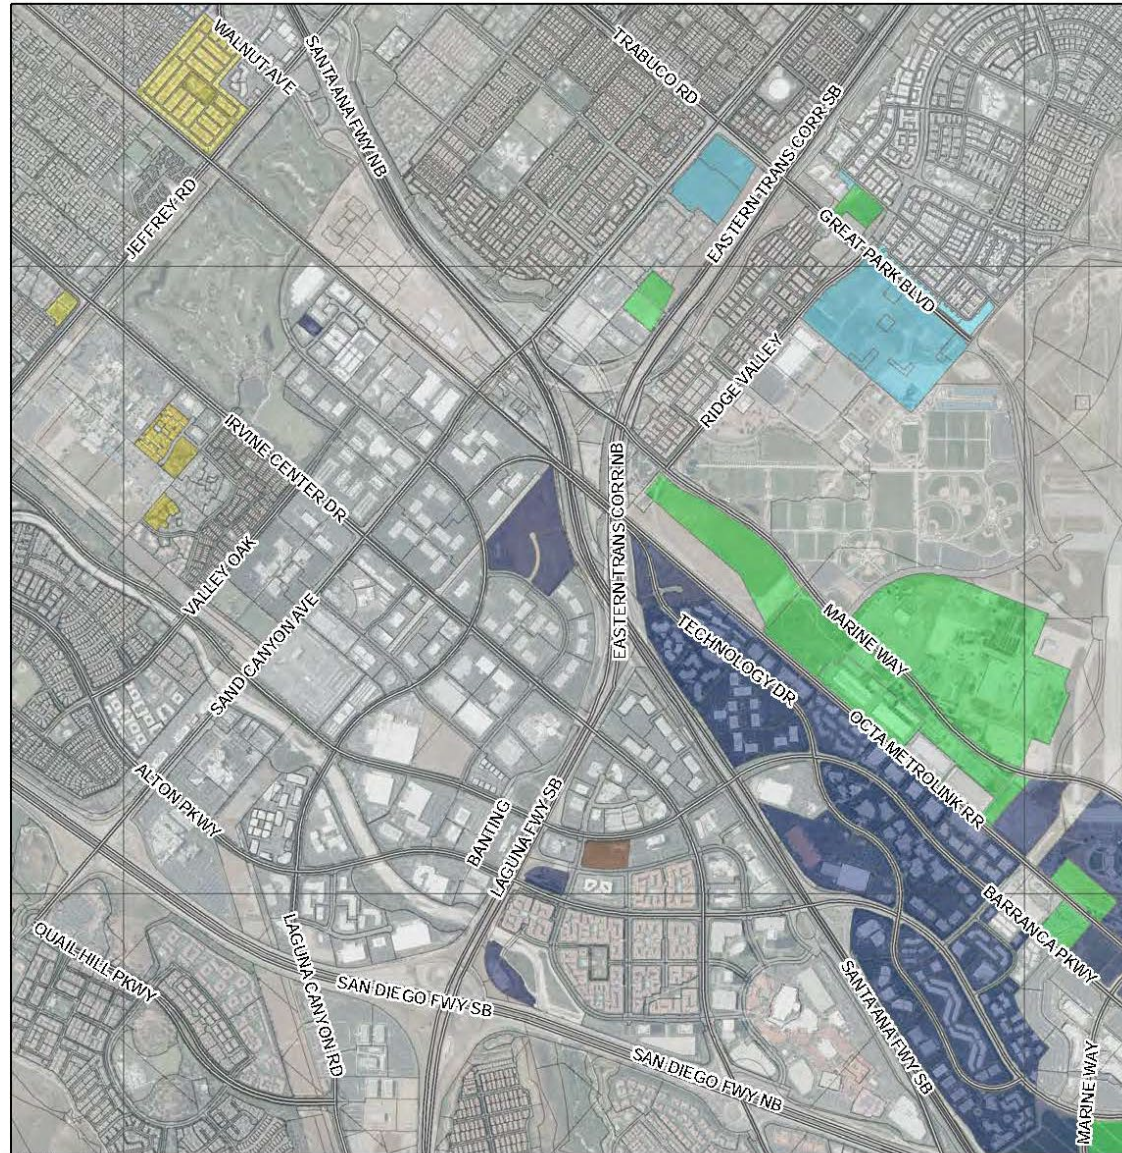 WALNUT AVE
SANTA ANA FWY NB
TRABUCO RD
EASTERN TRANS CORR SB
JEFFREY RD
GREAT PARK BLVD
RIDGE VALLEY
IRVINE CENTER DR
EASTERN TRANS CORR NB
VALLEY OAK
SAND CANYON AVE
TECHNOLOGY DR
MARINE WAY
OCTA METROLINK RR
ALTON PKWY
BANTING
LAGUNA FWY SB
BARRANCA PKWY
QUAIL HILL PKWY
LAGUNA CANYON RD
SAN DIEGO FWY SB
SANTA ANA FWY SB
SAN DIEGO FWY NB
MARINE WAY